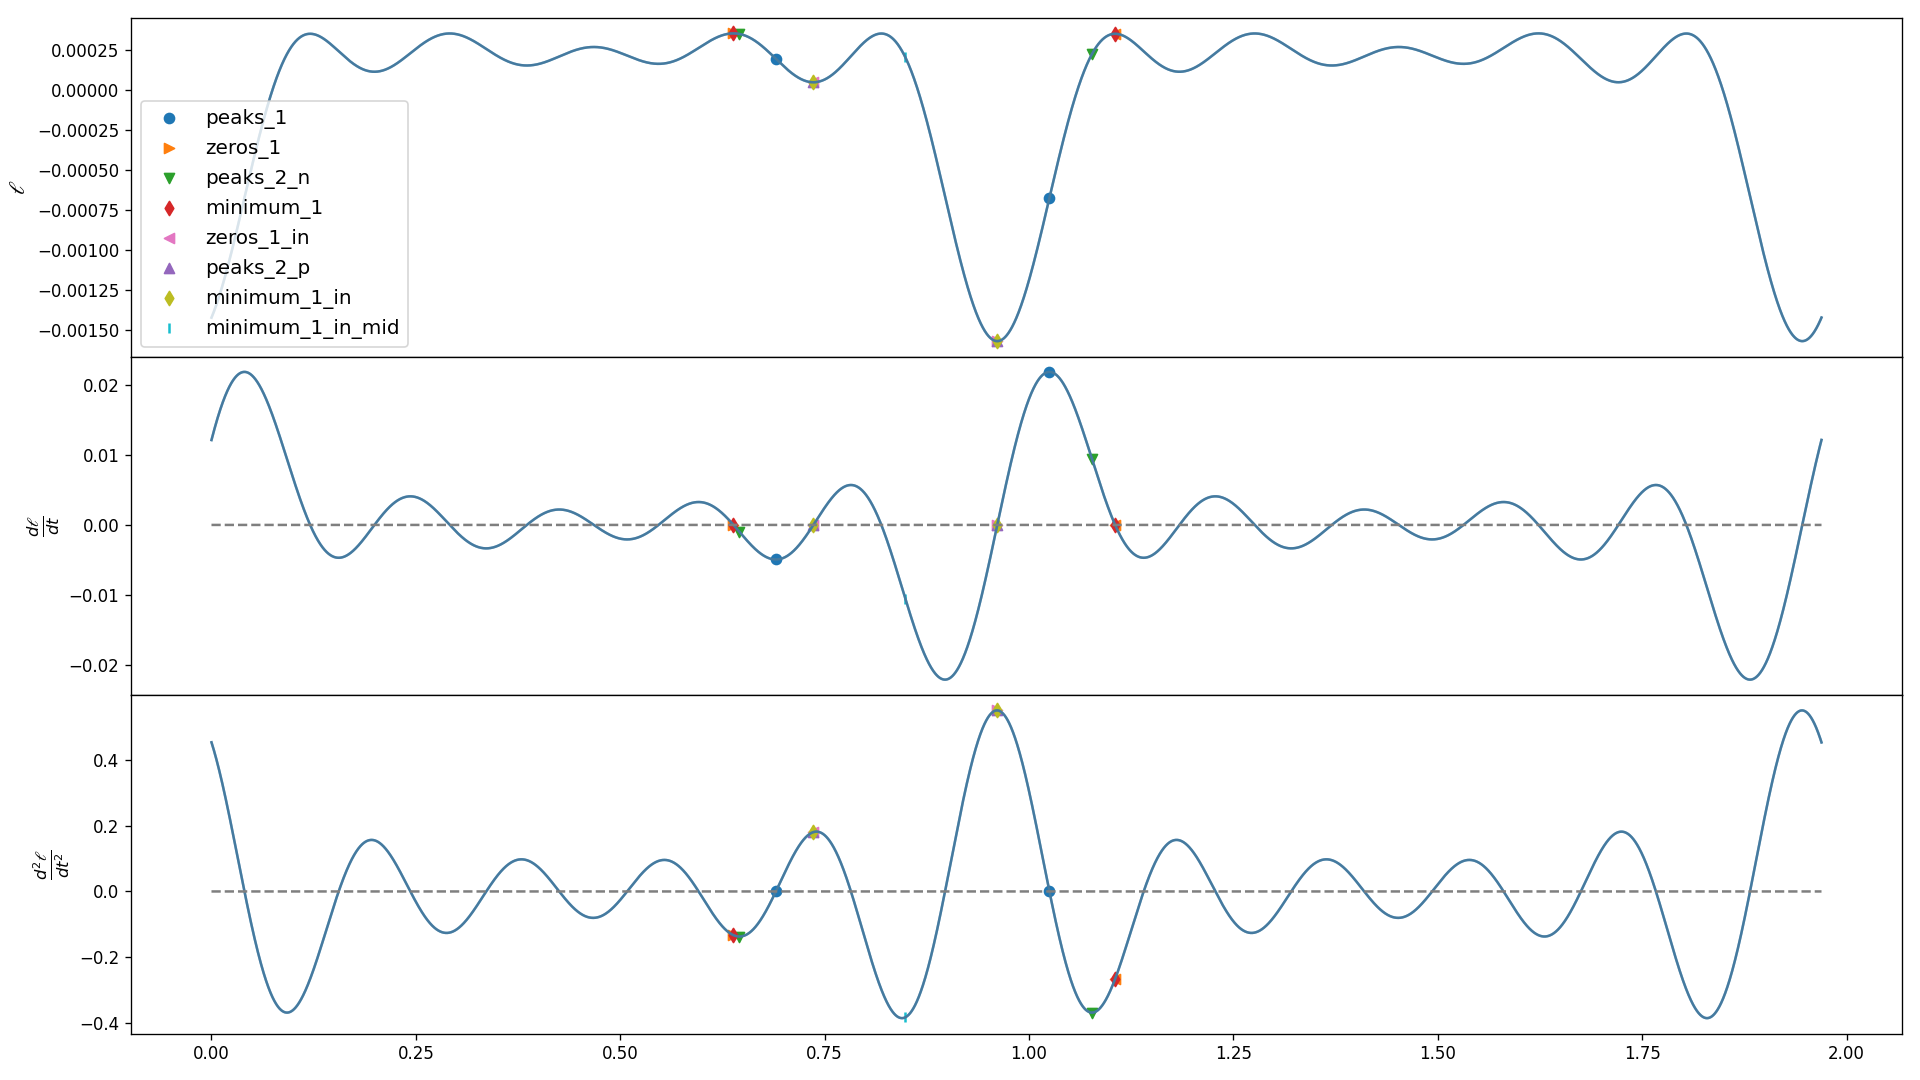 0.00025
0.00000
−0.00025
−0.00050
−0.00075
−0.00100
−0.00125
−0.00150
ℓ
peaks_1
zeros_1
peaks_2_n
minimum_1
zeros_1_in
peaks_2_p
minimum_1_in
minimum_1_in_mid
0.02
0.01
0.00
−0.01
−0.02
dℓ
dt
0.4
0.2
0.0
−0.2
−0.4
d²ℓ
dt²
0.00 0.25 0.50 0.75 1.00 1.25 1.50 1.75 2.00